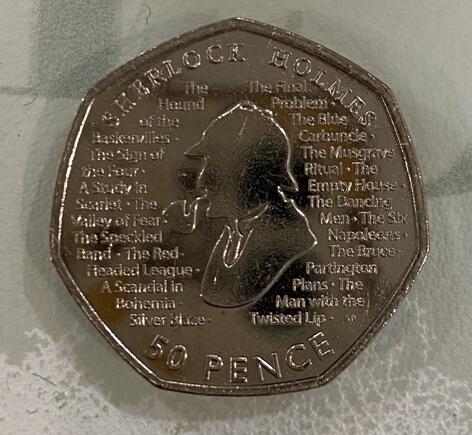 SHERLOCK HOLMES
The
Hound
of the
Baskervilles ·
The Sign of
the Four ·
A Study in
Scarlet · The
Valley of Fear ·
The Speckled
Band · The Red-
Headed League ·
A Scandal in
Bohemia ·
Silver Blaze ·
The Final
Problem ·
The Blue
Carbuncle ·
The Musgrave
Ritual · The
Empty House ·
The Dancing
Men · The Six
Napoleons ·
The Bruce-
Partington
Plans · The
Man with the
Twisted Lip · SR
50 PENCE